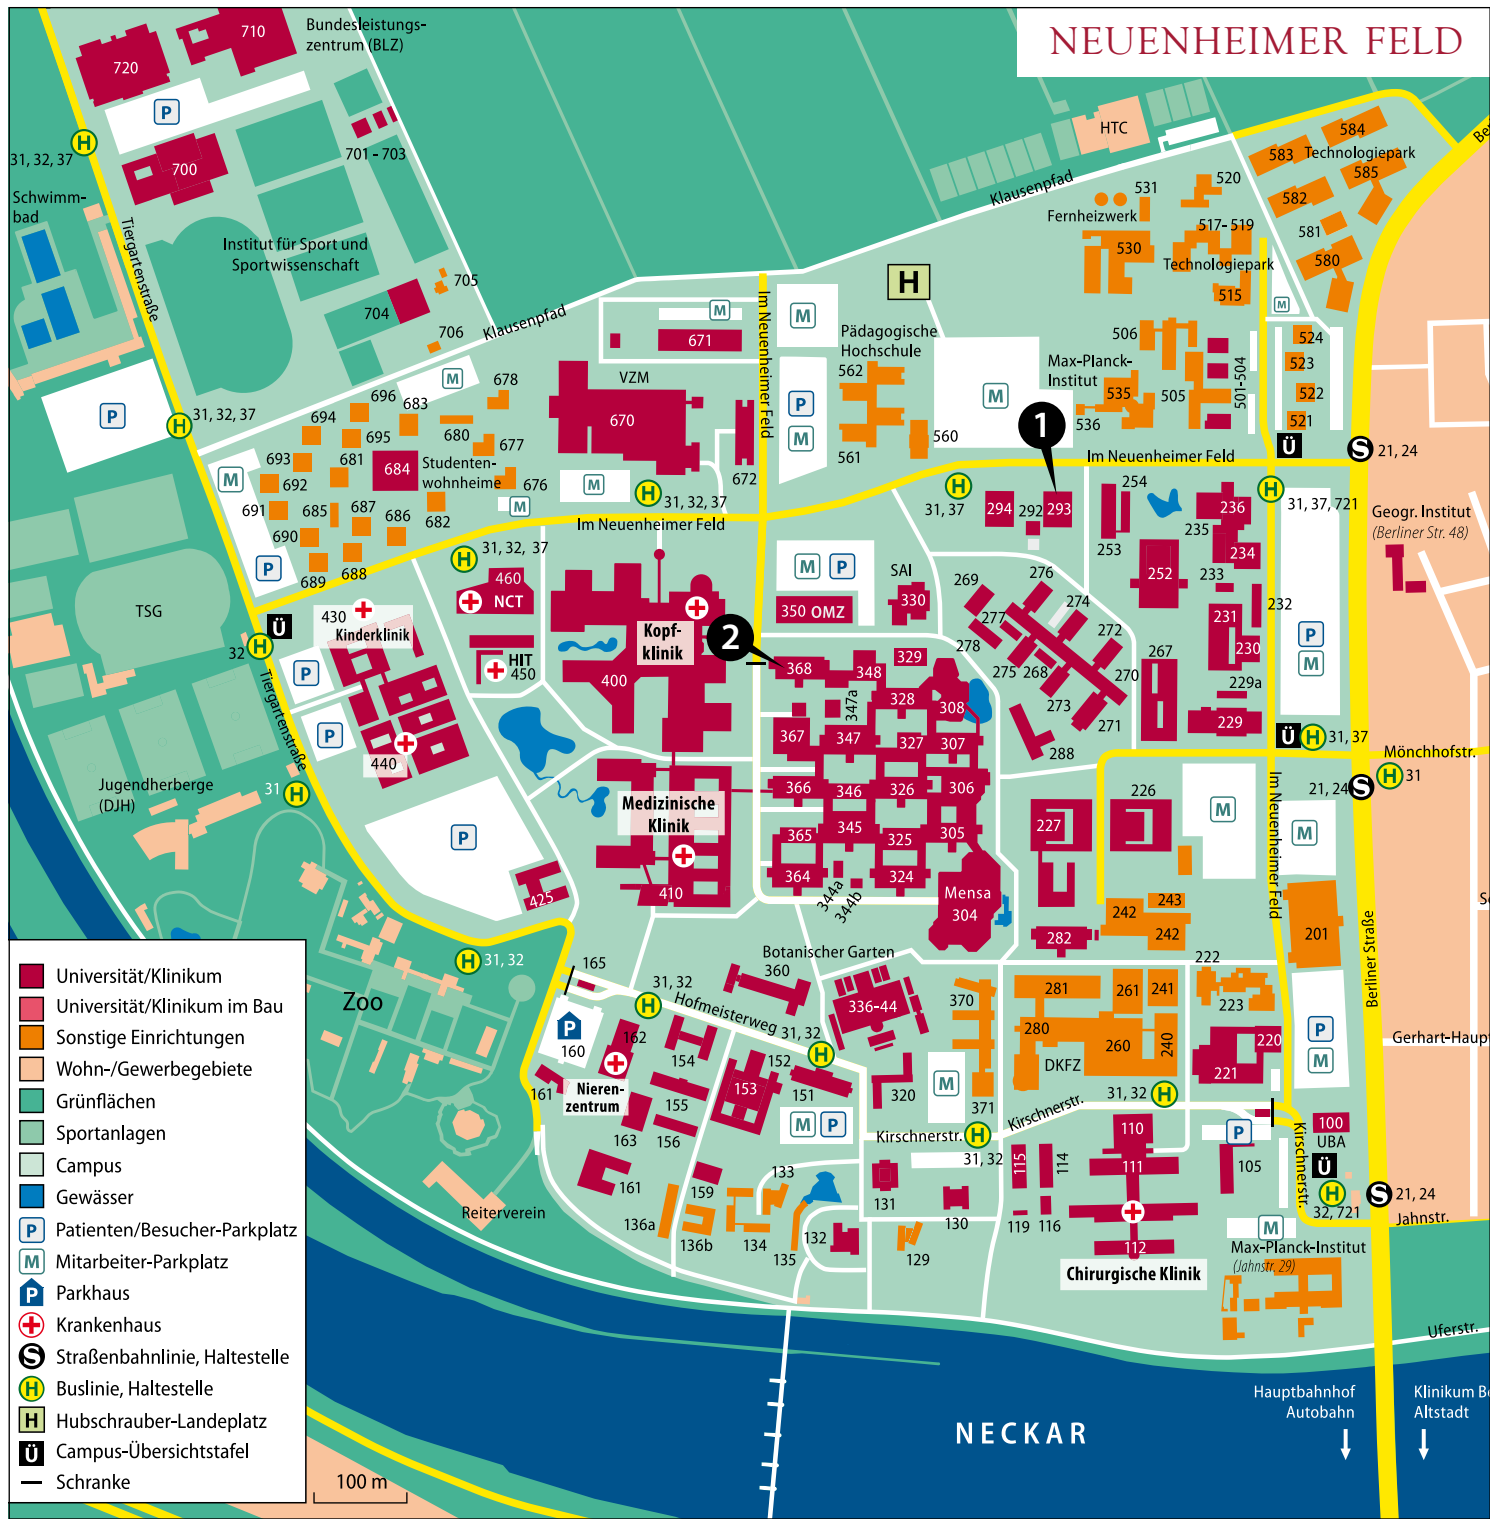 NEUENHEIMER FELD
Bundesleistungs-
zentrum (BLZ)
710
720
P
H
31, 32, 37
700
701 - 703
Schwimm-
bad
Tiergartenstraße
Institut für Sport und
Sportwissenschaft
704
705
706
Klausenpfad
HTC
Klausenpfad
584
583
Technologiepark
585
582
581
580
531
520
Fernheizwerk
517- 519
530
Technologiepark
515
M
H
Pädagogische
Hochschule
562
561
560
M
506
Max-Planck-
Institut
535
536
505
501-504
524
523
522
521
Ü
S
21, 24
M
671
M
Im Neuenheimer Feld
P
M
VZM
670
672
M
H
31, 32, 37
P
H
31, 32, 37
M
678
696
683
694
695
680
677
693
681
684
Studenten-
wohnheime
676
M
692
691
685
687
686
682
690
689
688
M
P
Im Neuenheimer Feld
Im Neuenheimer Feld
1
H
31, 37
294
292
293
254
253
252
236
235
234
233
232
H
31, 37, 721
Geogr. Institut
(Berliner Str. 48)
H
31, 32, 37
460
NCT
HIT
450
430
Kinderklinik
440
TSG
Ü
H
32
P
P
Tiergartenstraße
Jugendherberge
(DJH)
31
H
P
425
Kopf-
klinik
400
2
M
P
350 OMZ
SAI
330
269
276
277
274
278
272
275
268
270
273
271
288
267
231
230
229a
229
P
M
Ü
H
31, 37
Mönchhofstr.
H
31
21, 24
S
368
348
329
347a
328
308
367
347
327
307
366
346
326
306
365
345
325
305
364
344a
344b
324
Mensa
304
Medizinische
Klinik
410
227
226
M
M
Im Neuenheimer Feld
243
242
242
282
201
Berliner Straße
H
31, 32
Zoo
165
31, 32
H
Hofmeisterweg
Botanischer Garten
360
336-44
31, 32
H
370
281
261
241
280
260
240
DKFZ
222
223
220
221
P
M
Gerhart-Haupt
P
160
162
161
Nieren-
zentrum
154
155
156
163
161
152
153
151
M
P
159
320
M
371
Kirschnerstr.
H
31, 32
Kirschnerstr.
31, 32
H
110
111
112
115
114
119
116
105
P
Kirschnerstr.
100
UBA
Ü
H
32, 721
S
21, 24
Jahnstr.
M
Max-Planck-Institut
(Jahnstr. 29)
Chirurgische Klinik
Reiterverein
136a
136b
134
133
135
132
131
130
129
Uferstr.
Hauptbahnhof
Autobahn
Altstadt
NECKAR
Universität/Klinikum
Universität/Klinikum im Bau
Sonstige Einrichtungen
Wohn-/Gewerbegebiete
Grünflächen
Sportanlagen
Campus
Gewässer
P Patienten/Besucher-Parkplatz
M Mitarbeiter-Parkplatz
P Parkhaus
Krankenhaus
S Straßenbahnlinie, Haltestelle
H Buslinie, Haltestelle
H Hubschrauber-Landeplatz
Ü Campus-Übersichtstafel
Schranke
100 m